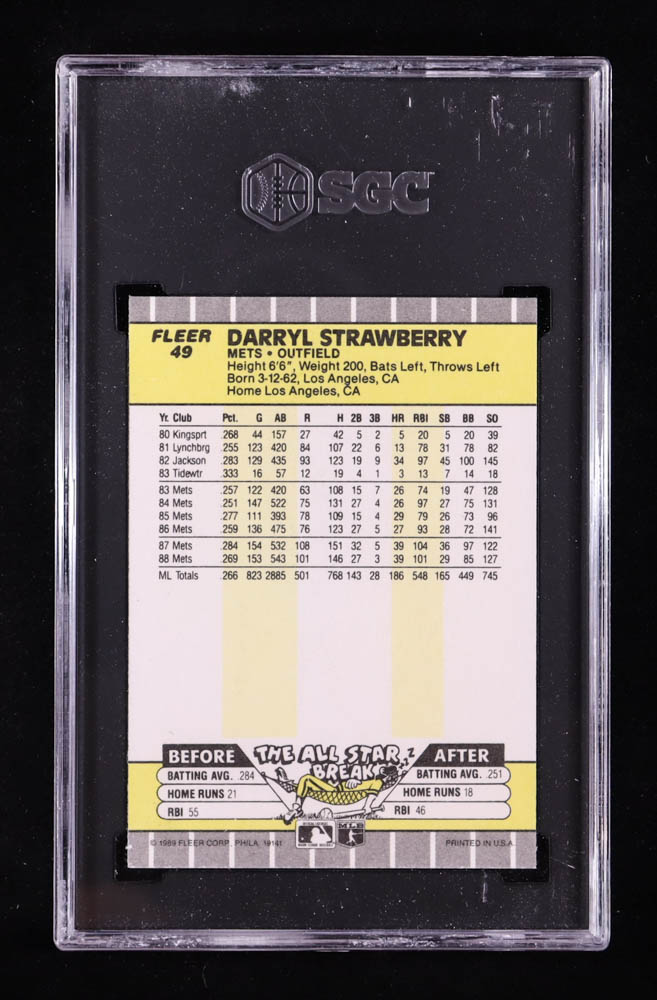 SGC
FLEER
49
DARRYL STRAWBERRY
METS • OUTFIELD
Height 6'6", Weight 200, Bats Left, Throws Left
Born 3-12-62, Los Angeles, CA
Home Los Angeles, CA
Yr. Club Pct. G AB R H 2B 3B HR RBI SB BB SO
80 Kingsprt .268 44 157 27 42 5 2 5 20 5 20 39
81 Lynchbrg .255 123 420 84 107 22 6 13 78 31 78 82
82 Jackson .283 129 435 93 123 19 9 34 97 45 100 145
83 Tidewtr .333 16 57 12 19 4 1 3 13 7 14 18
83 Mets .257 122 420 63 108 15 7 26 74 19 47 128
84 Mets .251 147 522 75 131 27 4 26 97 27 75 131
85 Mets .277 111 393 78 109 15 4 29 79 26 73 96
86 Mets .259 136 475 76 123 27 5 27 93 28 72 141
87 Mets .284 154 532 108 151 32 5 39 104 36 97 122
88 Mets .269 153 543 101 146 27 3 39 101 29 85 127
ML Totals .266 823 2885 501 768 143 28 186 548 165 449 745
BEFORE THE ALL STAR BREAK AFTER
BATTING AVG. .284 BATTING AVG. .251
HOME RUNS 21 HOME RUNS 18
RBI 55 RBI 46
MLB
© 1989 FLEER CORP., PHILA. 19141 PRINTED IN U.S.A.